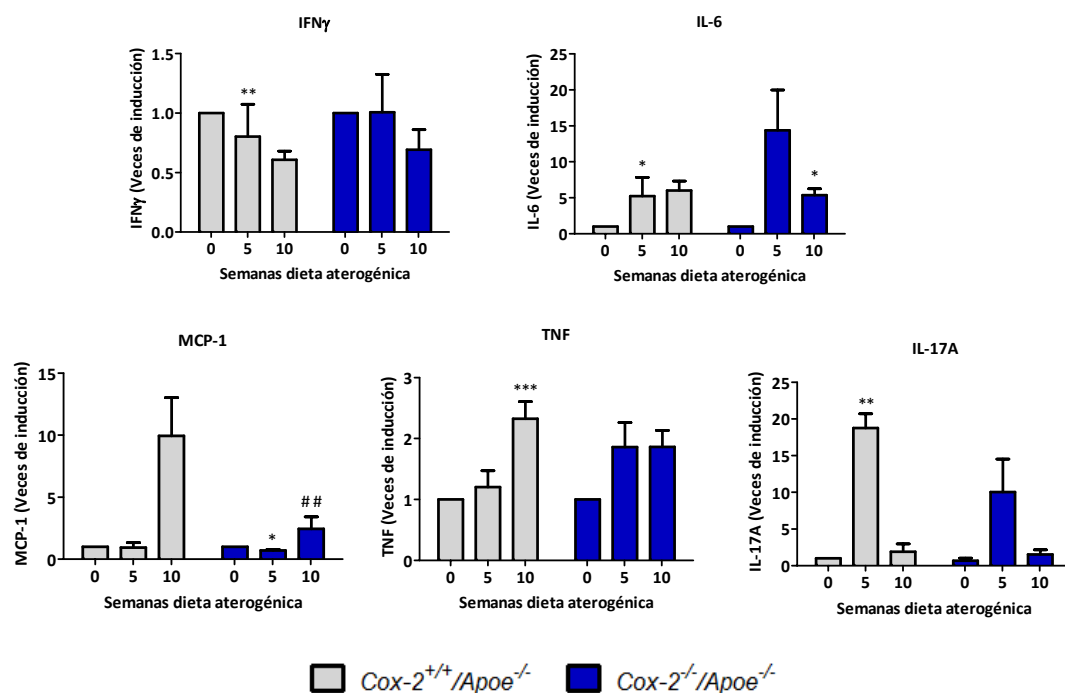 IFNγ
IFNγ (Veces de inducción)
1.5
1.0
0.5
0.0
**
0 5 10 0 5 10
Semanas dieta aterogénica
IL-6
IL-6 (Veces de inducción)
25
20
15
10
5
0
* *
0 5 10 0 5 10
Semanas dieta aterogénica
MCP-1
MCP-1 (Veces de inducción)
15
10
5
0
* ##
0 5 10 0 5 10
Semanas dieta aterogénica
TNF
TNF (Veces de inducción)
3
2
1
0
***
0 5 10 0 5 10
Semanas dieta aterogénica
IL-17A
IL-17A (Veces de inducción)
25
20
15
10
5
0
**
0 5 10 0 5 10
Semanas dieta aterogénica
Cox-2+/+/Apoe-/- Cox-2-/-/Apoe-/-